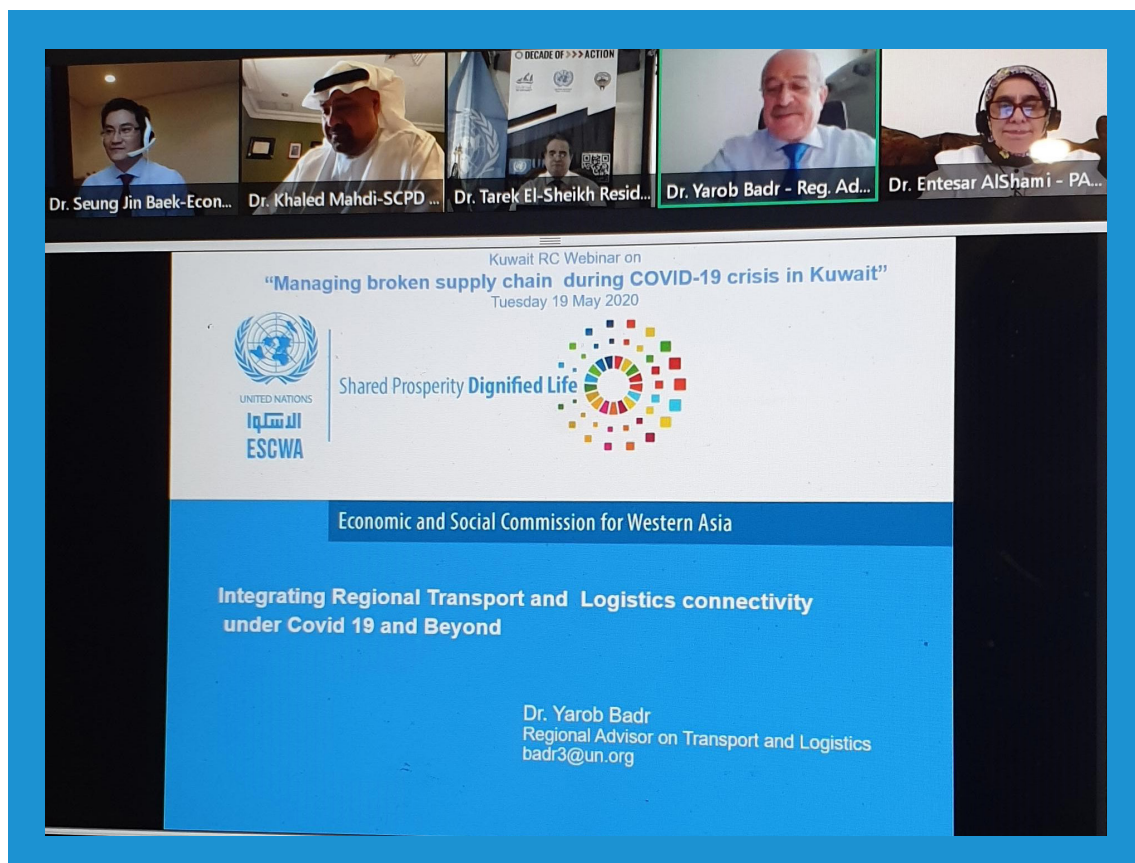 DECADE OF >>> ACTION
Dr. Seung Jin Baek-Econ...
Dr. Khaled Mahdi-SCPD ...
Dr. Tarek El-Sheikh Resid...
Dr. Yarob Badr - Reg. Ad...
Dr. Entesar AlShami - PA...
Kuwait RC Webinar on
“Managing broken supply chain during COVID-19 crisis in Kuwait”
Tuesday 19 May 2020
UNITED NATIONS
الاسكوا
ESCWA
Shared Prosperity Dignified Life
Economic and Social Commission for Western Asia
Integrating Regional Transport and Logistics connectivity
under Covid 19 and Beyond
Dr. Yarob Badr
Regional Advisor on Transport and Logistics
badr3@un.org